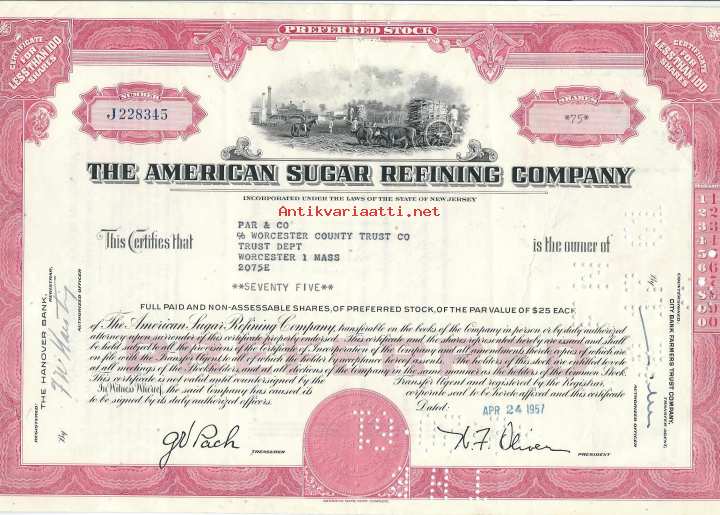 PREFERRED STOCK
CERTIFICATE FOR LESS THAN 100 SHARES
CERTIFICATE FOR LESS THAN 100 SHARES
NUMBER
J228345
SHARES
*75*
THE AMERICAN SUGAR REFINING COMPANY
INCORPORATED UNDER THE LAWS OF THE STATE OF NEW JERSEY
Antikvariaatti.net
This Certifies that
PAR & CO
% WORCESTER COUNTY TRUST CO
TRUST DEPT
WORCESTER 1 MASS
2075E
is the owner of
**SEVENTY FIVE**
FULL PAID AND NON-ASSESSABLE SHARES, OF PREFERRED STOCK, OF THE PAR VALUE OF $25 EACH
of The American Sugar Refining Company, transferable on the books of the Company in person or by duly authorized
attorney upon surrender of this certificate properly endorsed. This certificate and the shares represented hereby are issued and shall
be held subject to all the provisions of the Certificate of Incorporation of the Company and all amendments thereto, copies of which are
on file with the Transfer Agent to all of which the holder by acceptance hereby assents. The holders of this stock are entitled to vote
at all meetings of the Stockholders, and at all elections of the Company in the same manner as the holders of the Common Stock.
This certificate is not valid until countersigned by the Transfer Agent and registered by the Registrar.
In Witness Whereof, the said Company has caused its corporate seal to be hereto affixed and this certificate
to be signed by its duly authorized officers.
Dated:
APR 24 1957
TREASURER
PRESIDENT
REGISTERED:
THE HANOVER BANK,
REGISTRAR,
By
AUTHORIZED OFFICER
COUNTERSIGNED:
CITY BANK FARMERS TRUST COMPANY,
TRANSFER AGENT,
By
AUTHORIZED OFFICER